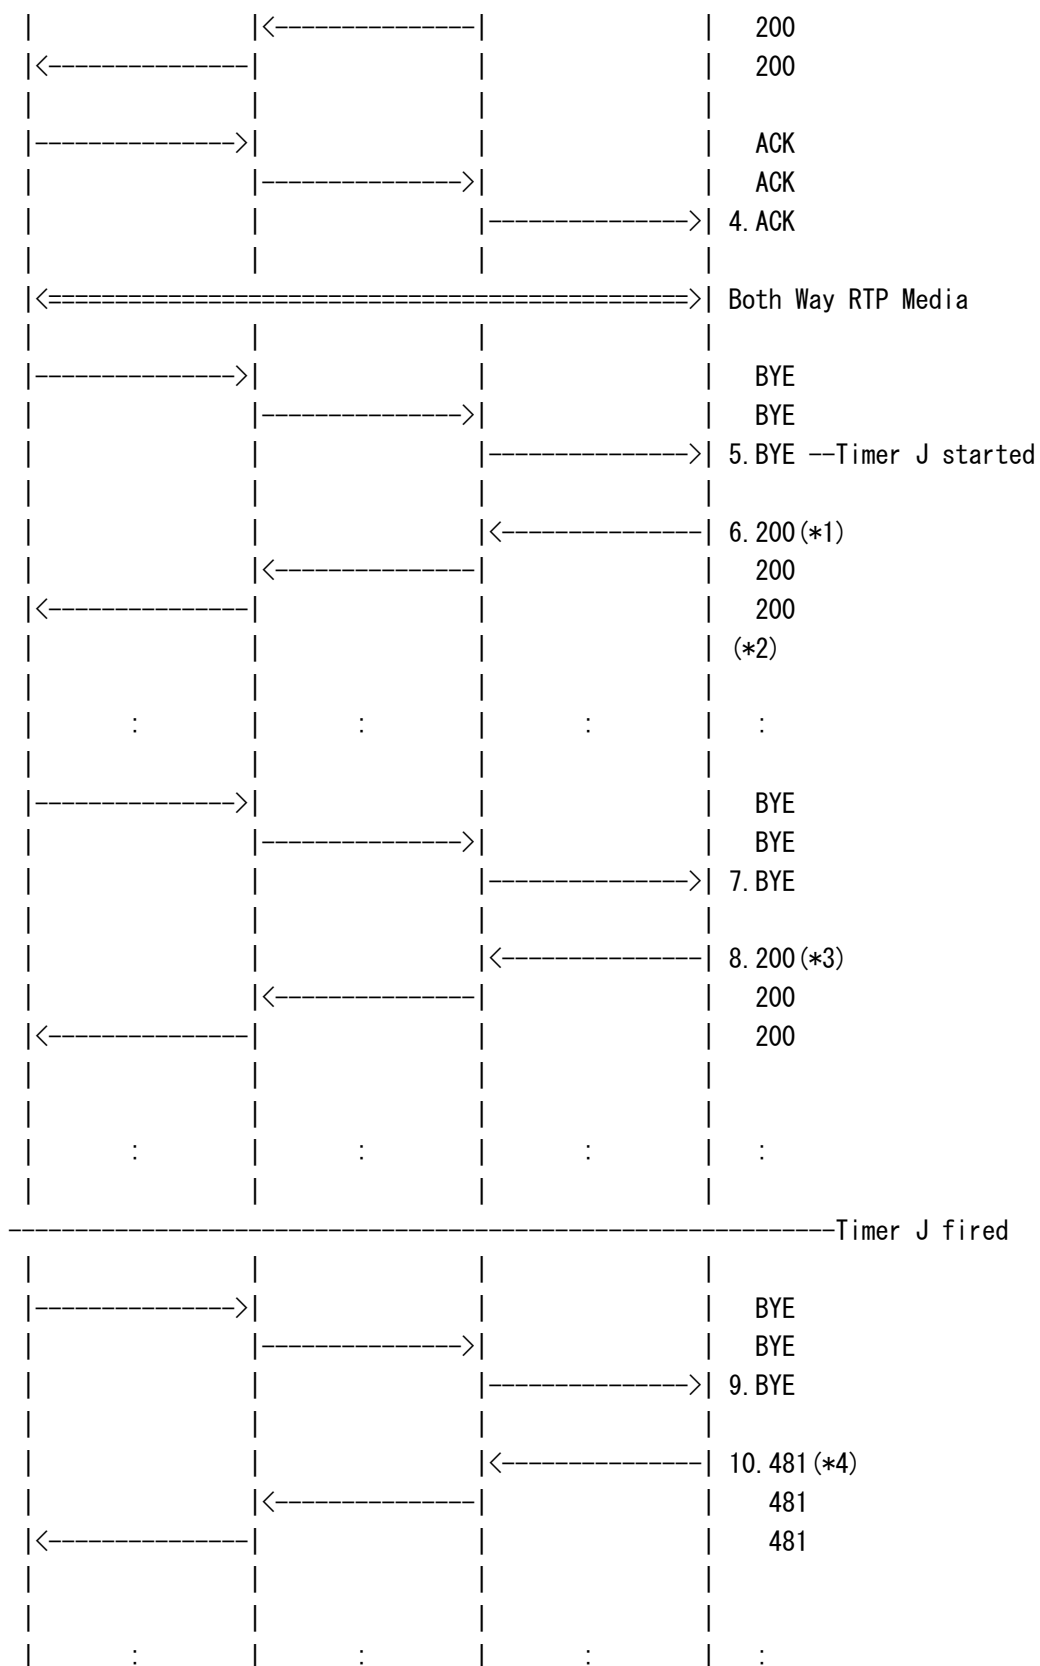 200
200
ACK
ACK
4.ACK
Both Way RTP Media
BYE
BYE
5.BYE --Timer J started
6.200(*1)
200
200
(*2)
: : : :
BYE
BYE
7.BYE
8.200(*3)
200
200
: : : :
Timer J fired
BYE
BYE
9.BYE
10.481(*4)
481
481
: : : :